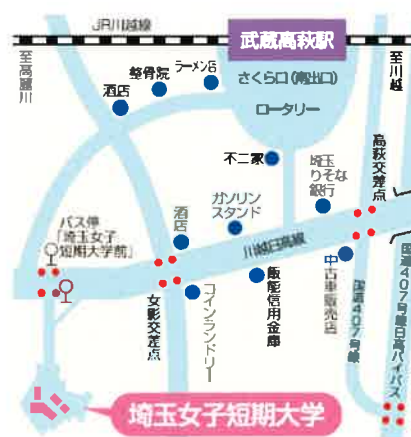 JR川越線
武蔵高萩駅
至高麗川
至川越
酒店
整骨院
ラーメン店
さくら口(南出口)
ロータリー
高萩交差点
不二家
埼玉
りそな
銀行
ガソリン
スタンド
酒店
バス停
「埼玉女子
短期大学前」
川越日高線
女影交差点
コインランドリー
飯能信用金庫
中古車販売店
国道407号線
国道407号線日高バイパス
埼玉女子短期大学